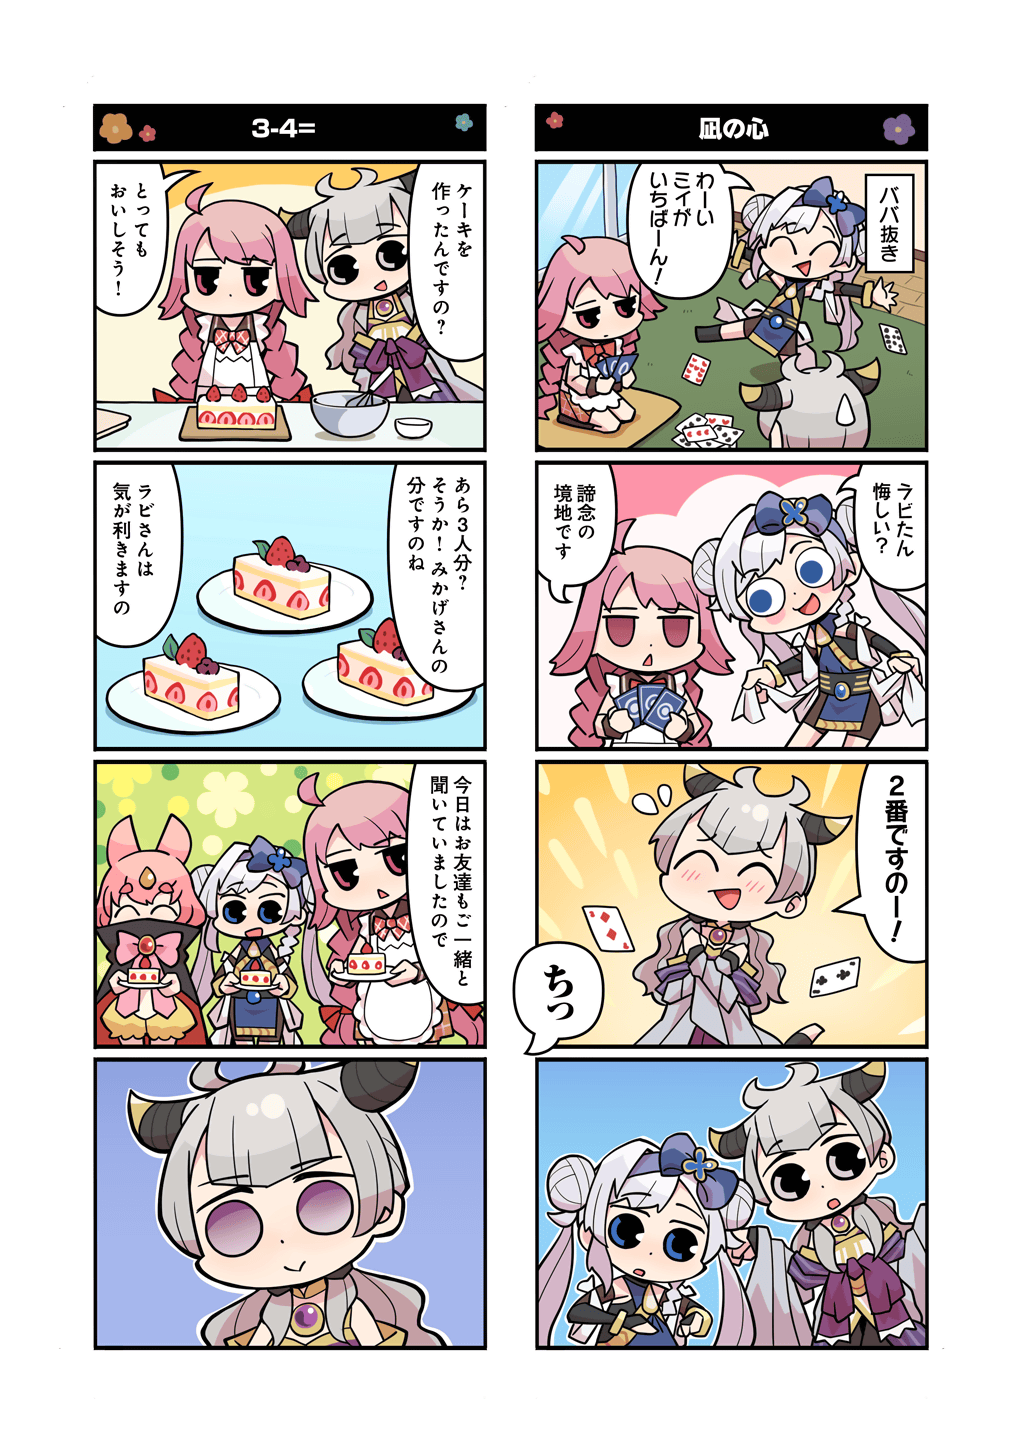 凪の心
ババ抜き
わーい
ミイが
いちばーん！
ラビたん
悔しい？
諦念の
境地です
2番ですのー！
ちっ
3-4=
ケーキを
作ったんですの？
とっても
おいしそう！
あら3人分？
そうか！みかげさんの
分ですのね
ラビさんは
気が利きますの
今日はお友達もご一緒と
聞いていましたので